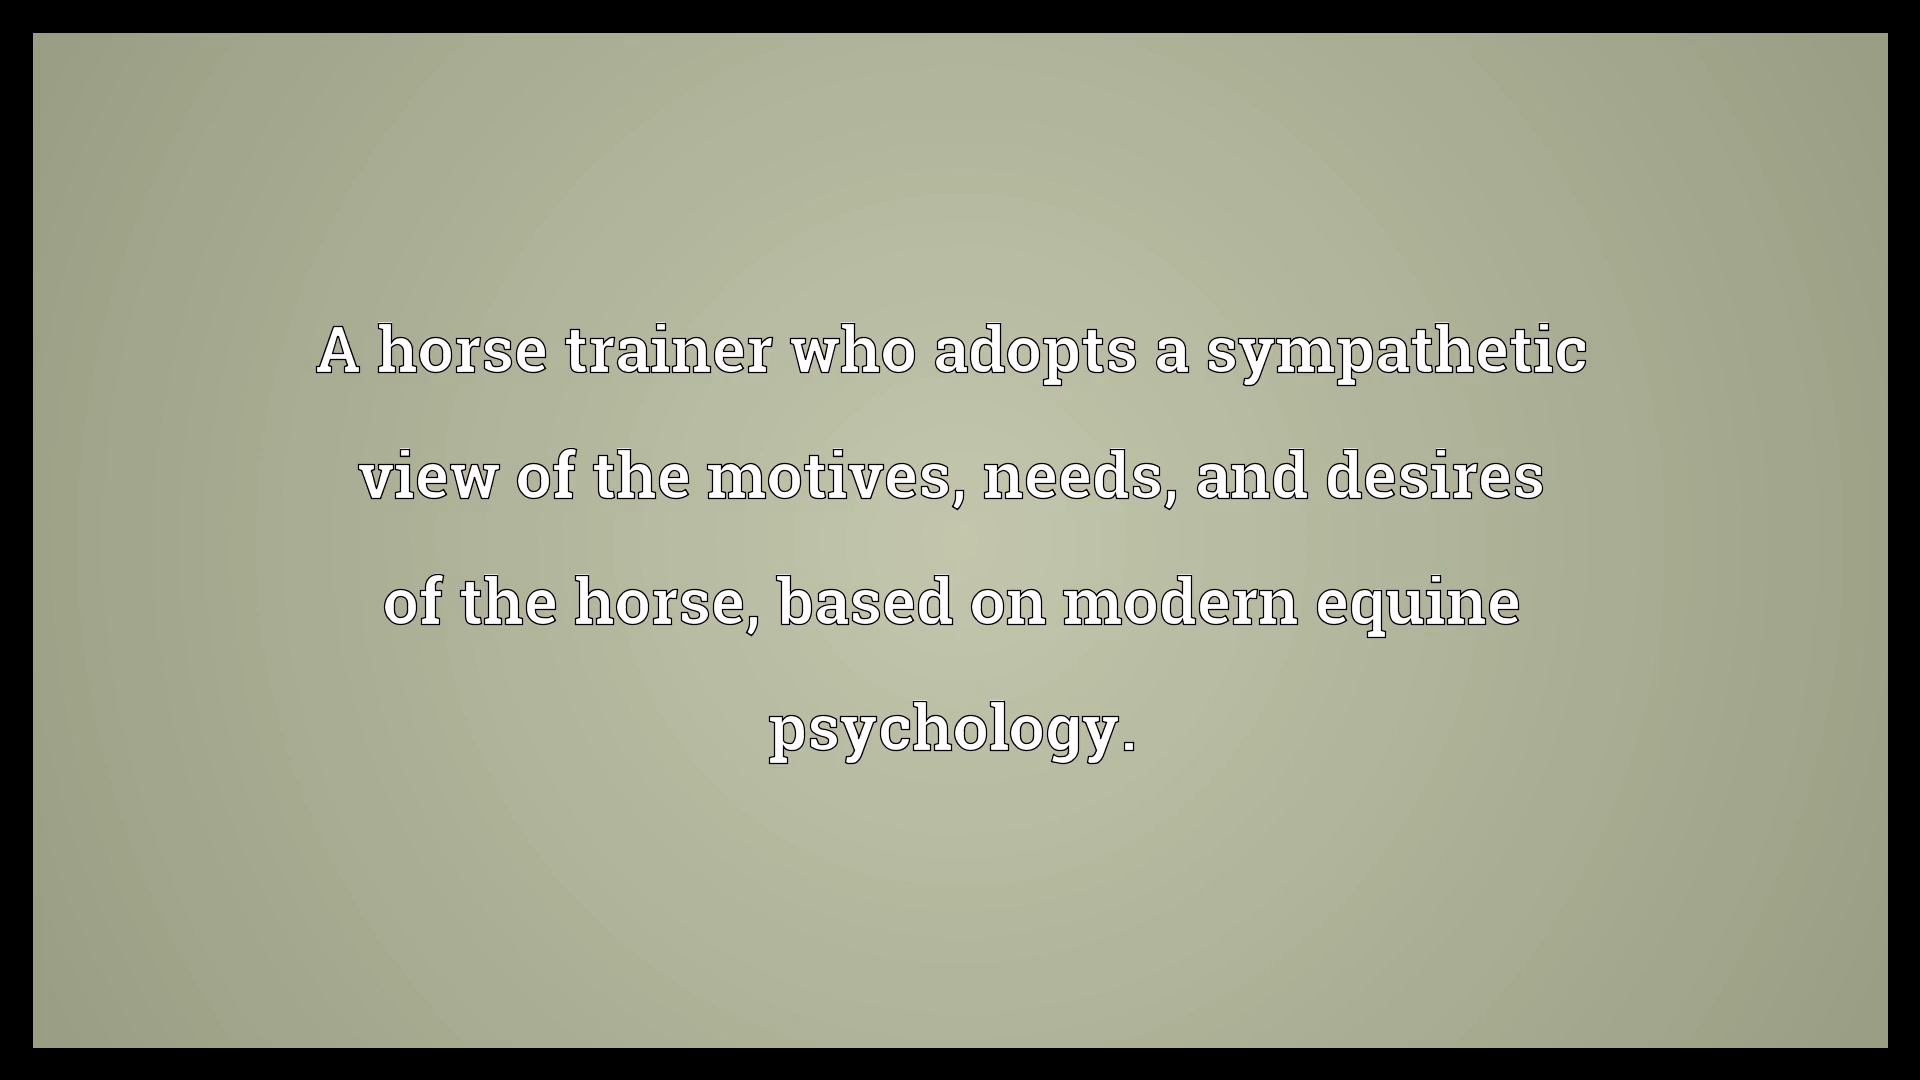 A horse trainer who adopts a sympathetic
view of the motives, needs, and desires
of the horse, based on modern equine
psychology.